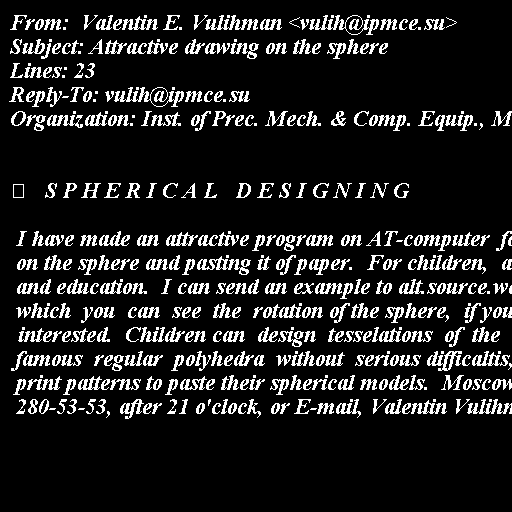 From:  Valentin E. Vulihman <vulih@ipmce.su>
Subject: Attractive drawing on the sphere
Lines: 23
Reply-To: vulih@ipmce.su
Organization: Inst. of Prec. Mech. & Comp. Equip., M
S P H E R I C A L   D E S I G N I N G
I have made an attractive program on AT-computer  fo
on the sphere and pasting it of paper.  For children,  a
and education.  I can send an example to alt.source.wa
which  you  can  see  the  rotation of the sphere,  if you
interested.  Children can  design  tesselations  of  the
famous  regular  polyhedra  without  serious difficaltis,
print patterns to paste their spherical models.  Moscow
280-53-53, after 21 o'clock, or E-mail, Valentin Vulihm